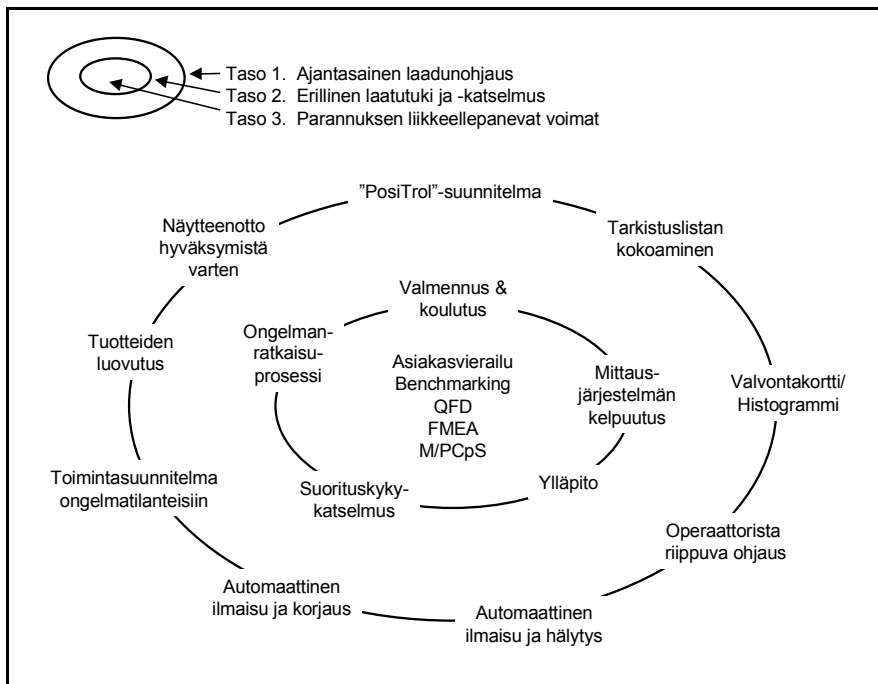 Taso 1. Ajantasainen laadunohjaus
Taso 2. Erillinen laatutuki ja -katselmus
Taso 3. Parannuksen liikkeellepanevat voimat
”PosiTrol”-suunnitelma
Näytteenotto
hyväksymistä
varten
Tarkistuslistan
kokoaminen
Valmennus &
koulutus
Ongelman-
ratkaisu-
prosessi
Tuotteiden
luovutus
Asiakasvierailu
Benchmarking
QFD
FMEA
M/PCpS
Mittaus-
järjestelmän
kelpuutus
Valvontakortti/
Histogrammi
Toimintasuunnitelma
ongelmatilanteisiin
Suorituskyky-
katselmus
Ylläpito
Operaattorista
riippuva ohjaus
Automaattinen
ilmaisu ja korjaus
Automaattinen
ilmaisu ja hälytys